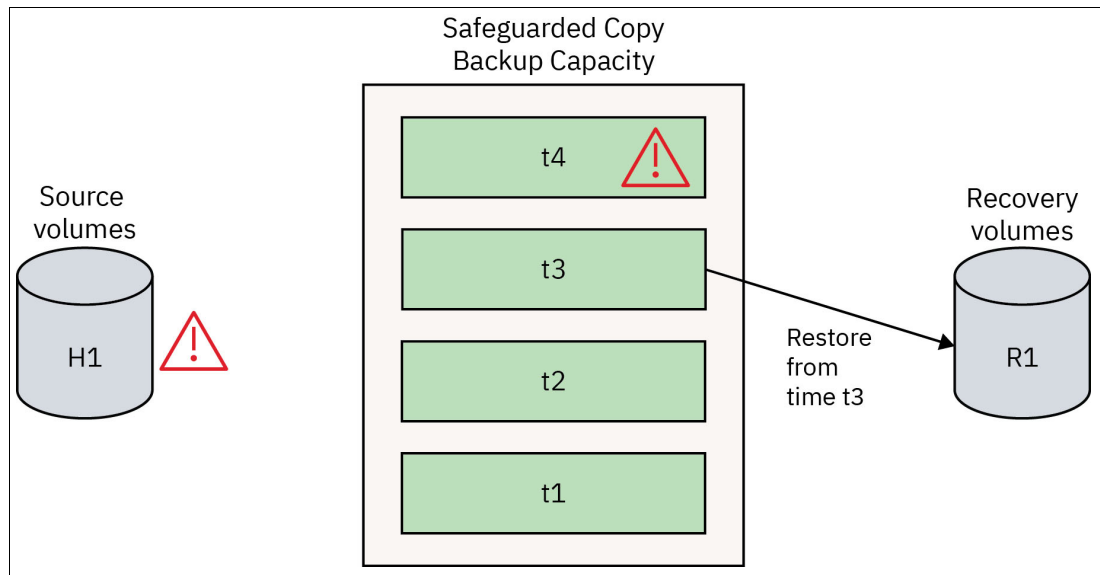 Safeguarded Copy
Backup Capacity
Source
volumes
H1
t4
t3
t2
t1
Restore
from
time t3
Recovery
volumes
R1